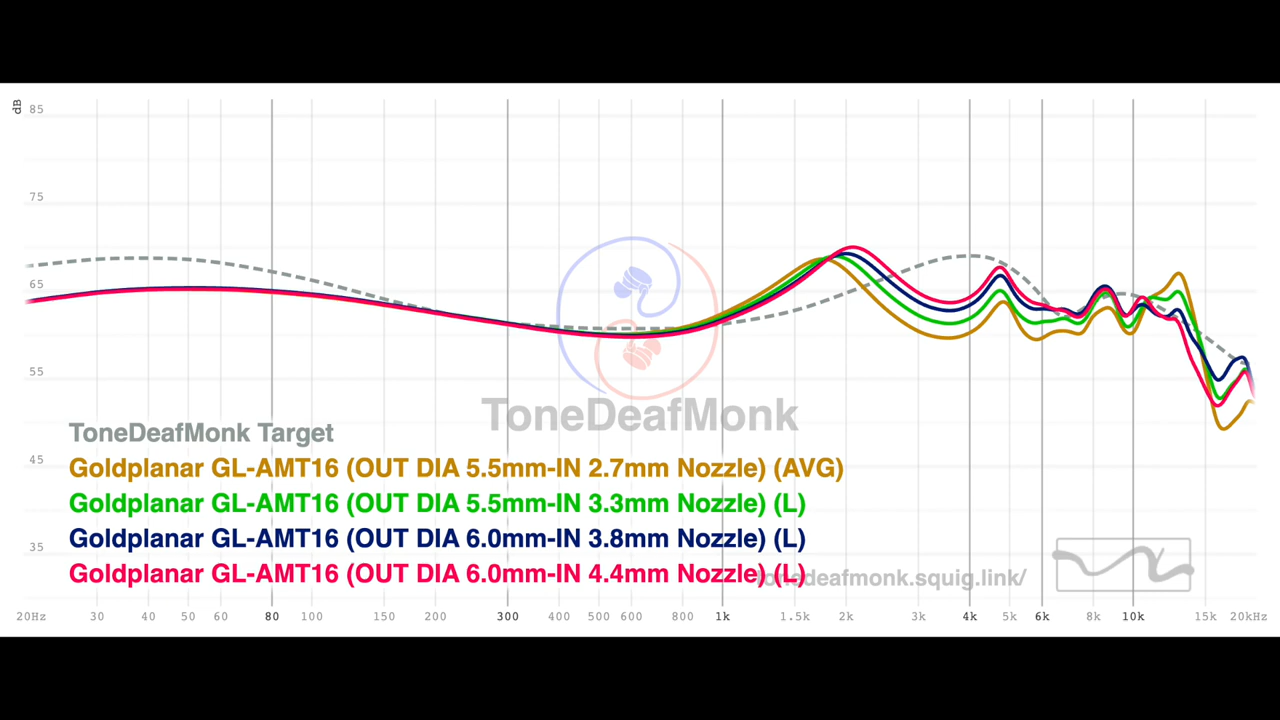 dB
85
75
65
55
45
35
ToneDeafMonk
ToneDeafMonk Target
Goldplanar GL-AMT16 (OUT DIA 5.5mm-IN 2.7mm Nozzle) (AVG)
Goldplanar GL-AMT16 (OUT DIA 5.5mm-IN 3.3mm Nozzle) (L)
Goldplanar GL-AMT16 (OUT DIA 6.0mm-IN 3.8mm Nozzle) (L)
Goldplanar GL-AMT16 (OUT DIA 6.0mm-IN 4.4mm Nozzle) (L)
tonedeafmonk.squig.link/
20Hz 30 40 50 60 80 100 150 200 300 400 500 600 800 1k 1.5k 2k 3k 4k 5k 6k 8k 10k 15k 20kHz